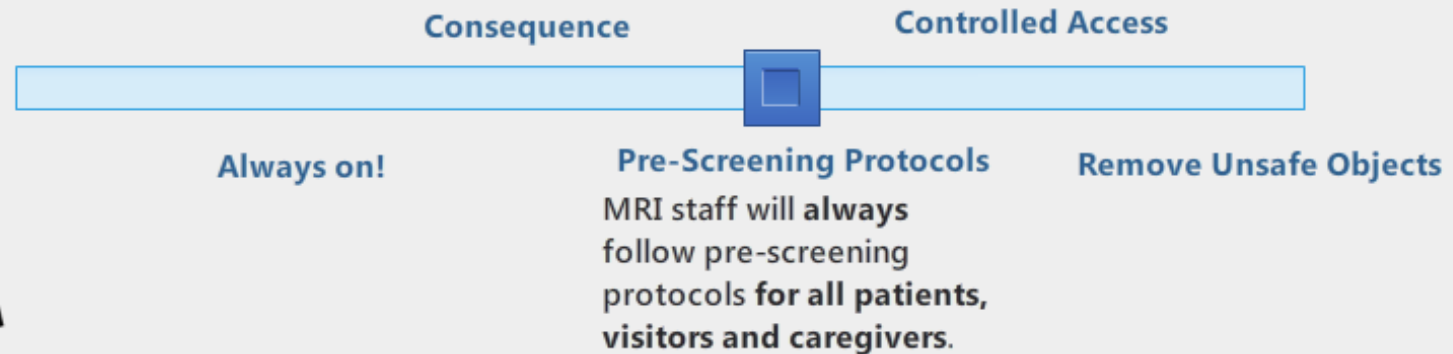 Consequence
Controlled Access
Always on!
Pre-Screening Protocols
Remove Unsafe Objects
MRI staff will always
follow pre-screening
protocols for all patients,
visitors and caregivers.